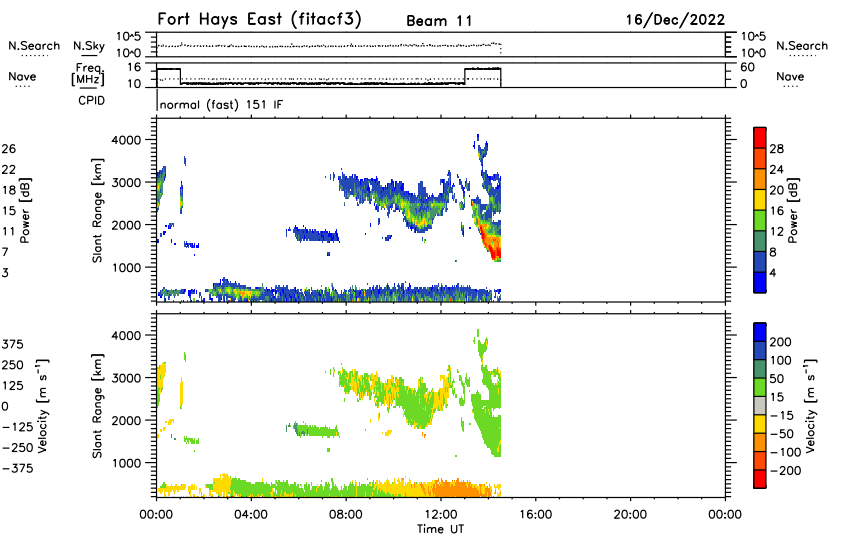 Fort Hays East (fitacf3) Beam 11 16/Dec/2022
N.Search N.Sky 10^5 10^0 10^5 10^0 N.Search
Nave Freq. [MHz] 16 10 60 0 Nave
CPID normal (fast) 151 IF
26 22 18 15 11 7 3
Power [dB]
Slant Range [km]
4000 3000 2000 1000
28 24 20 16 12 8 4
Power [dB]
375 250 125 0 -125 -250 -375
Velocity [m s^-1]
Slant Range [km]
4000 3000 2000 1000
200 100 50 15 -15 -50 -100 -200
Velocity [m s^-1]
00:00 04:00 08:00 12:00 16:00 20:00 00:00
Time UT